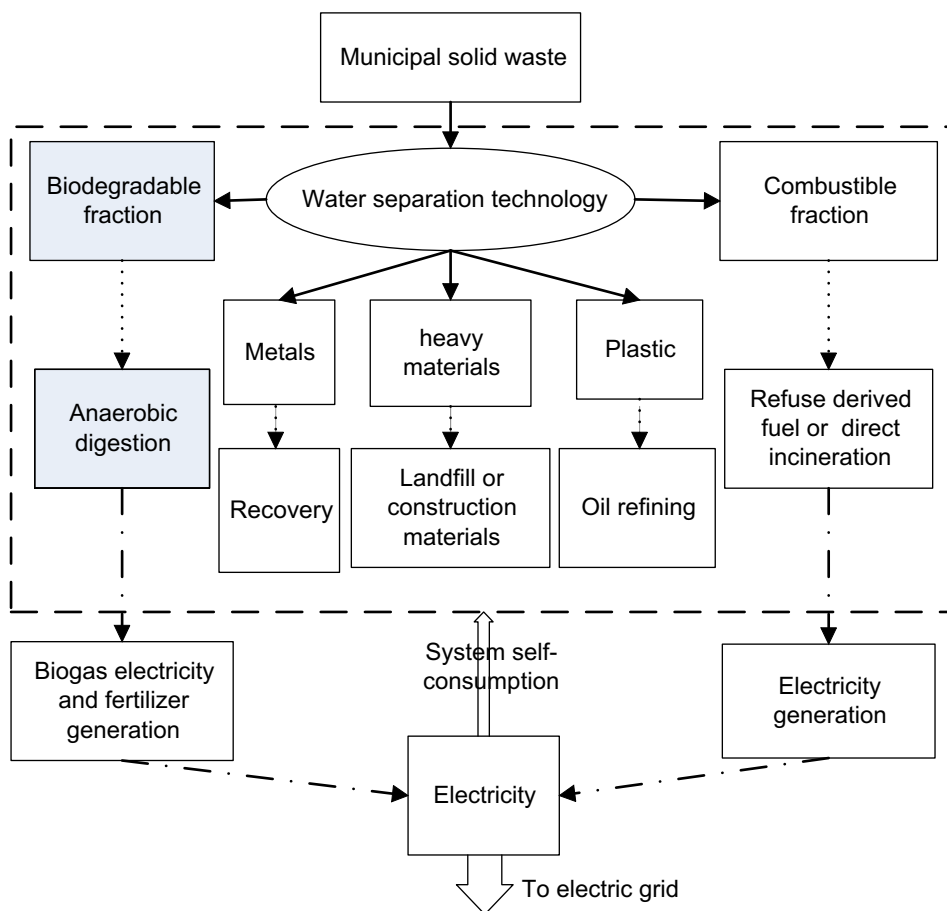 Municipal solid waste
Biodegradable
fraction
Water separation technology
Combustible
fraction
Metals
heavy
materials
Plastic
Anaerobic
digestion
Refuse derived
fuel or direct
incineration
Recovery
Landfill or
construction
materials
Oil refining
System self-
consumption
Biogas electricity
and fertilizer
generation
Electricity
generation
Electricity
To electric grid